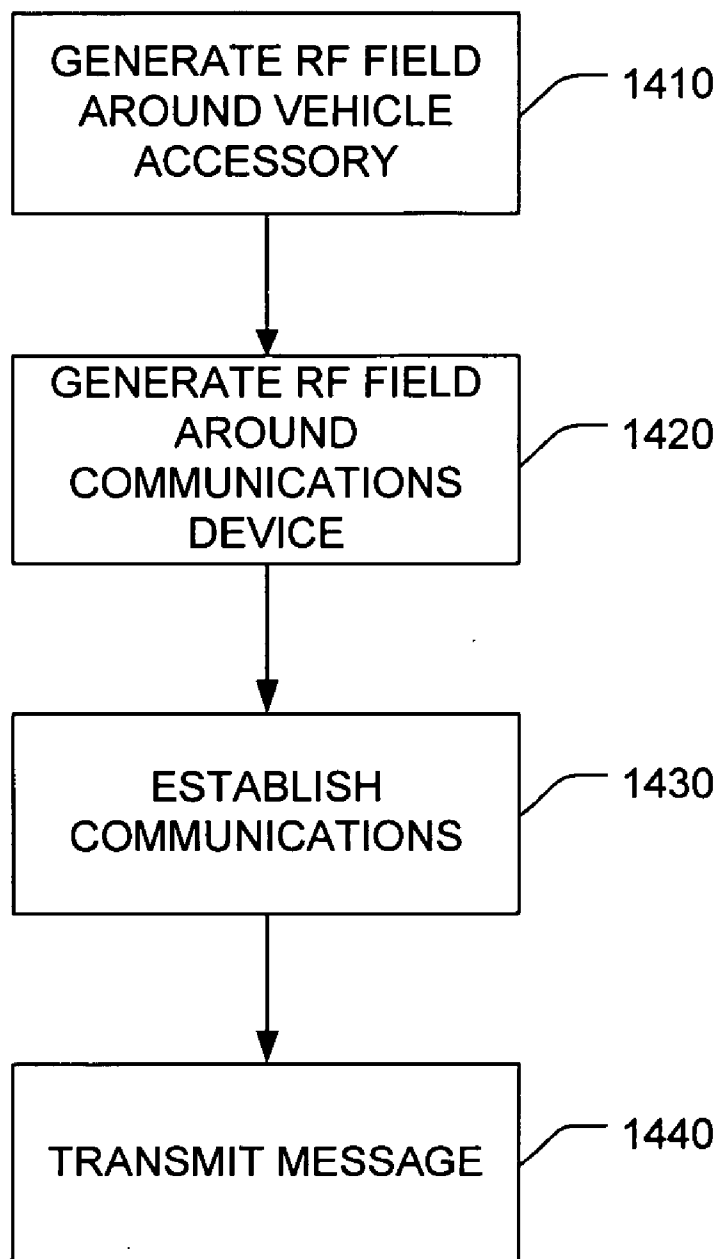 GENERATE RF FIELD
AROUND VEHICLE
ACCESSORY
1410
GENERATE RF FIELD
AROUND
COMMUNICATIONS
DEVICE
1420
ESTABLISH
COMMUNICATIONS
1430
TRANSMIT MESSAGE
1440